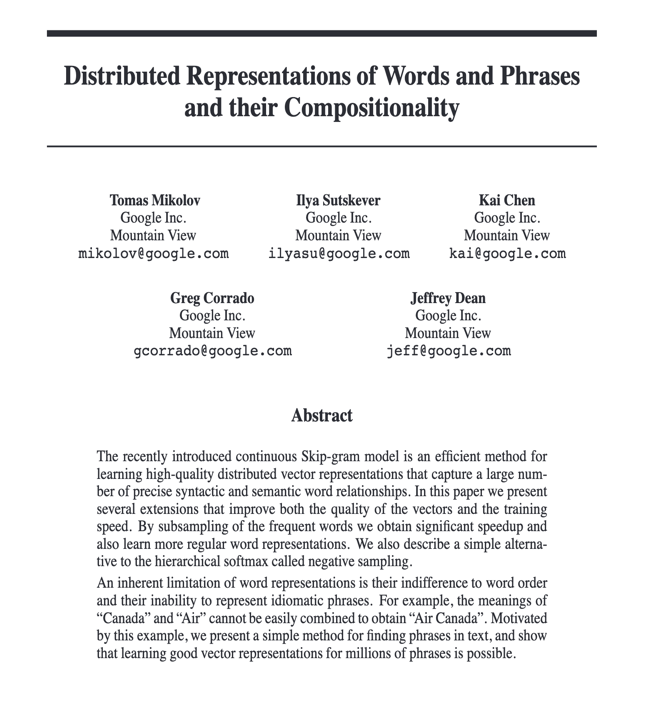 Distributed Representations of Words and Phrases
and their Compositionality
Tomas Mikolov
Google Inc.
Mountain View
mikolov@google.com
Ilya Sutskever
Google Inc.
Mountain View
ilyasu@google.com
Kai Chen
Google Inc.
Mountain View
kai@google.com
Greg Corrado
Google Inc.
Mountain View
gcorrado@google.com
Jeffrey Dean
Google Inc.
Mountain View
jeff@google.com
Abstract
The recently introduced continuous Skip-gram model is an efficient method for
learning high-quality distributed vector representations that capture a large num-
ber of precise syntactic and semantic word relationships. In this paper we present
several extensions that improve both the quality of the vectors and the training
speed. By subsampling of the frequent words we obtain significant speedup and
also learn more regular word representations. We also describe a simple alterna-
tive to the hierarchical softmax called negative sampling.
An inherent limitation of word representations is their indifference to word order
and their inability to represent idiomatic phrases. For example, the meanings of
“Canada” and “Air” cannot be easily combined to obtain “Air Canada”. Motivated
by this example, we present a simple method for finding phrases in text, and show
that learning good vector representations for millions of phrases is possible.